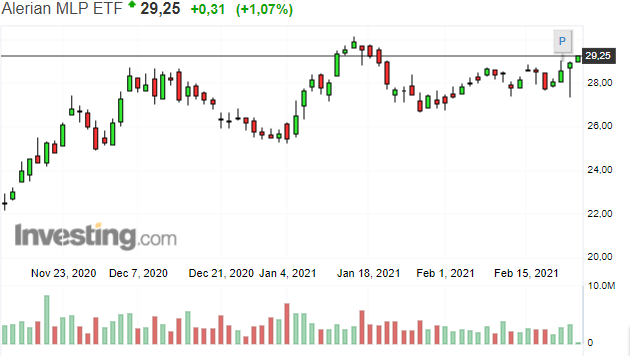 Alerian MLP ETF 29,25 +0,31 (+1,07%)
P
29,25
28,00
26,00
24,00
22,00
Investing.com
20,00
Nov 23, 2020 Dec 7, 2020 Dec 21, 2020 Jan 4, 2021 Jan 18, 2021 Feb 1, 2021 Feb 15, 2021
10.0M
0